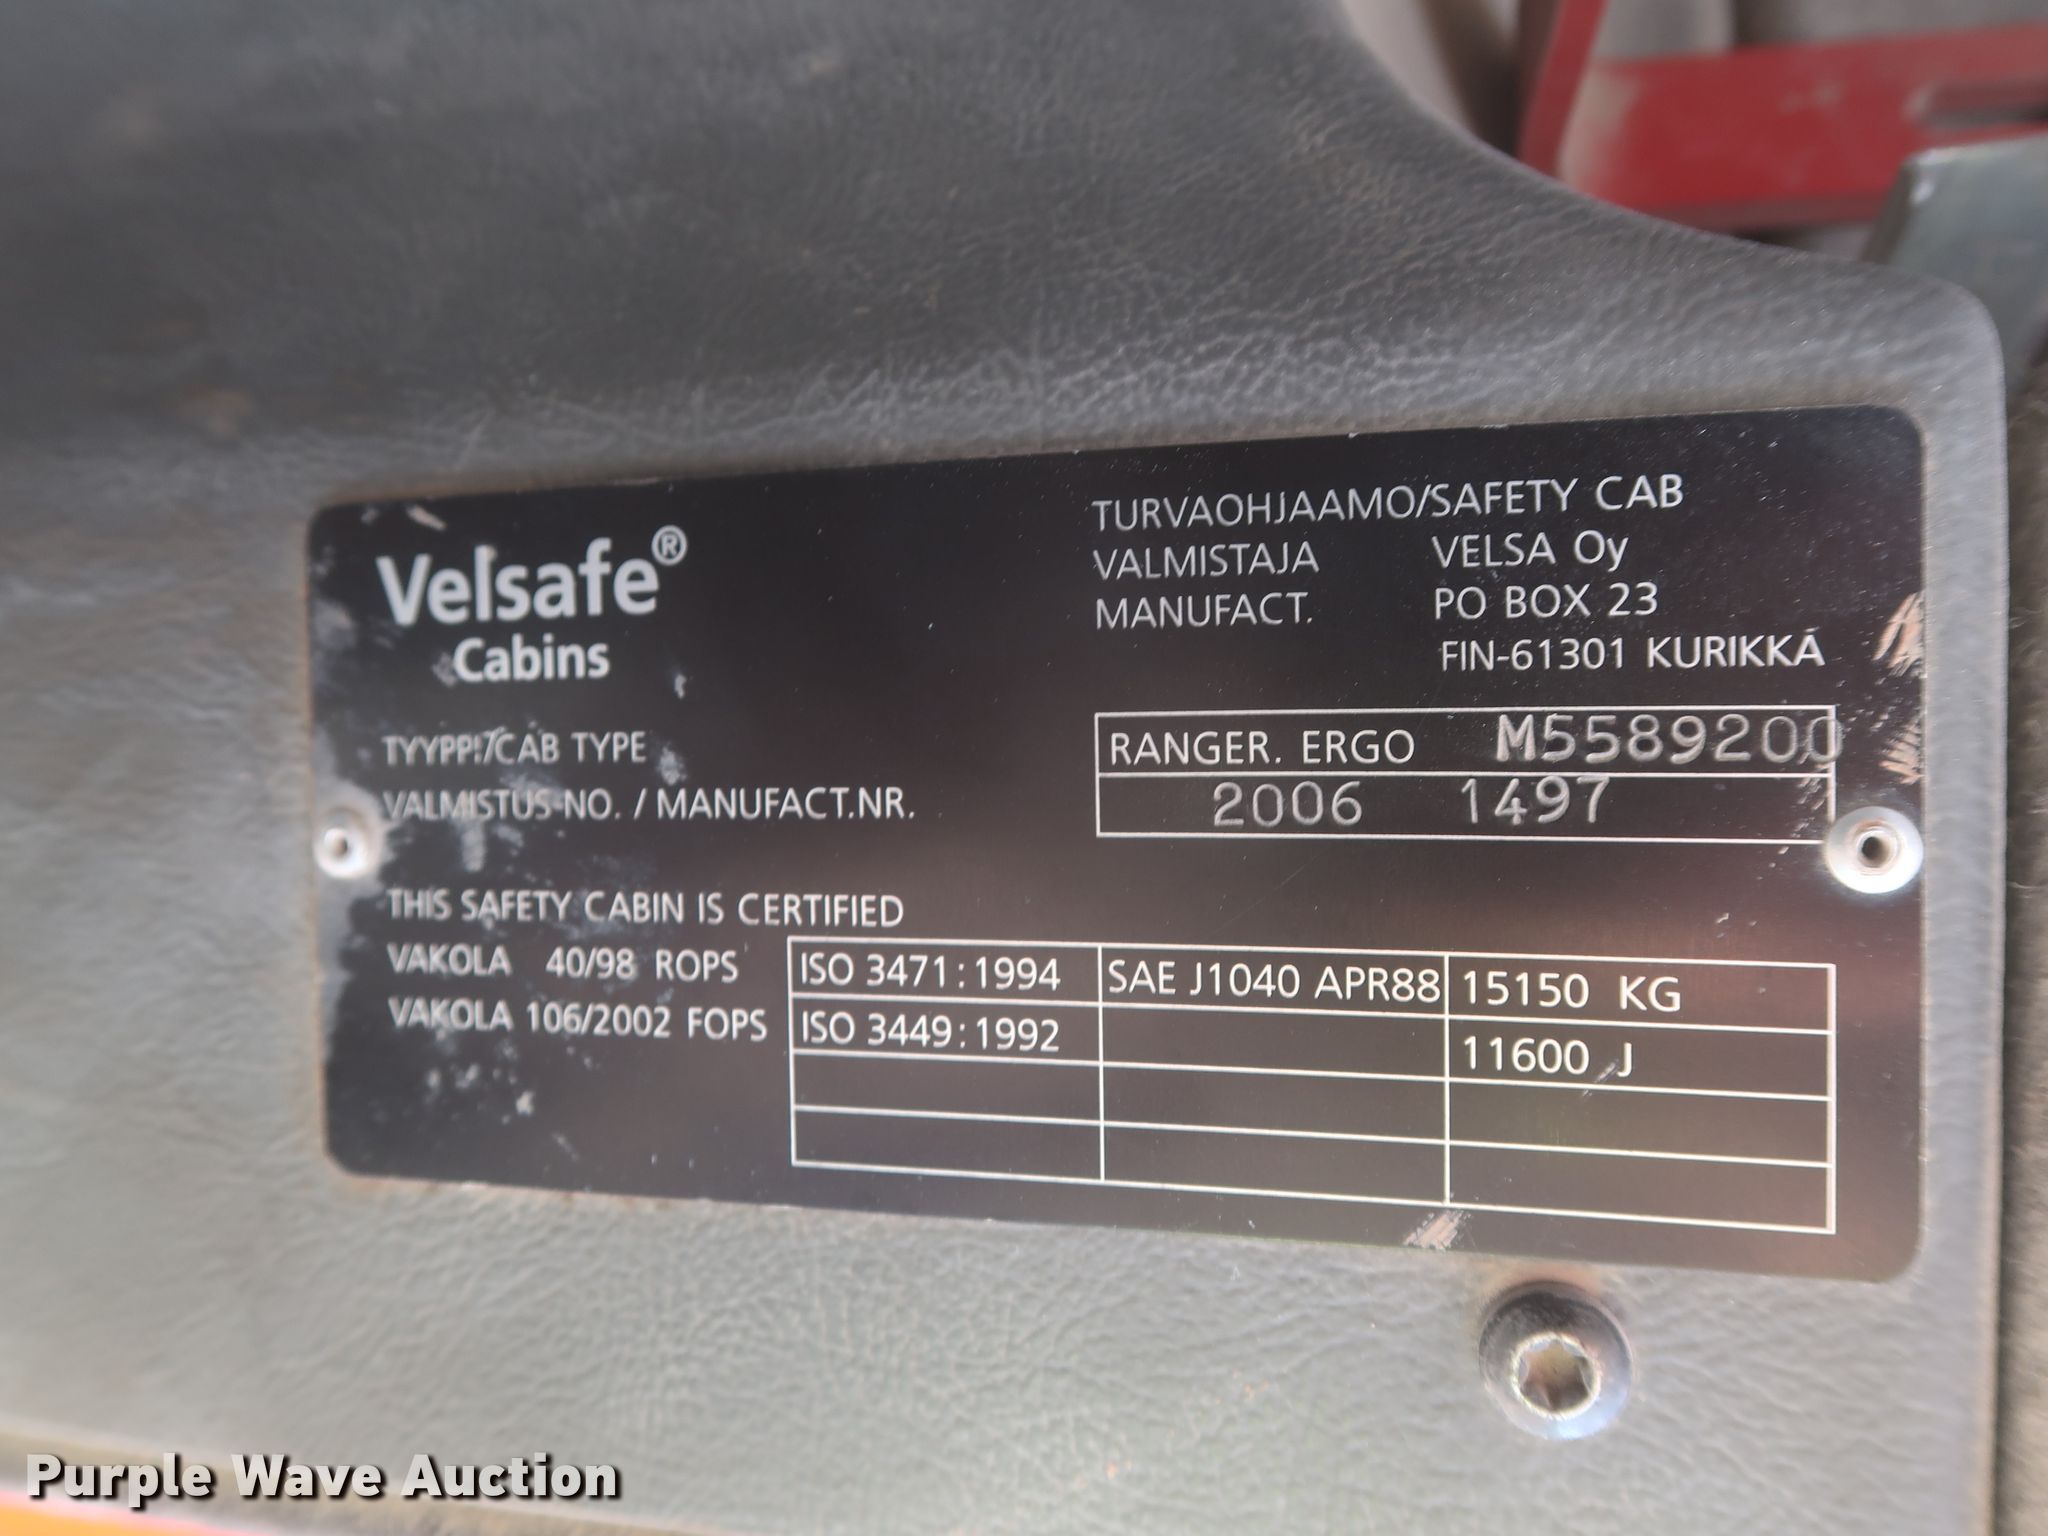 Velsafe®
Cabins
TURVAOHJAAMO/SAFETY CAB
VALMISTAJA VELSA Oy
MANUFACT. PO BOX 23
FIN-61301 KURIKKA
TYYPPI/CAB TYPE RANGER. ERGO M5589200
VALMISTUS-NO. / MANUFACT.NR. 2006 1497
THIS SAFETY CABIN IS CERTIFIED
VAKOLA 40/98 ROPS ISO 3471:1994 SAE J1040 APR88 15150 KG
VAKOLA 106/2002 FOPS ISO 3449:1992 11600 J
Purple Wave Auction